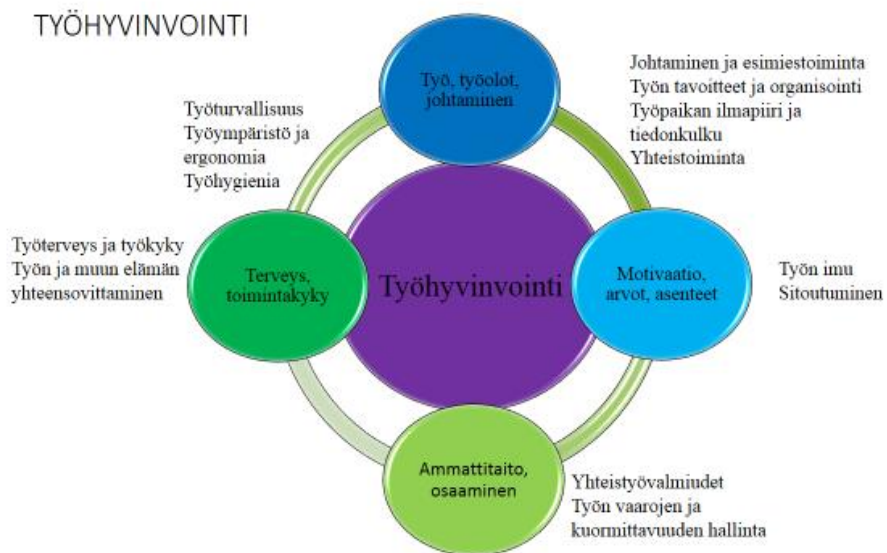 TYÖHYVINVOINTI
Työ, työolot,
johtaminen
Johtaminen ja esimiestoiminta
Työn tavoitteet ja organisointi
Työpaikan ilmapiiri ja
tiedonkulku
Yhteistoiminta
Työturvallisuus
Työympäristö ja
ergonomia
Työhygienia
Työterveys ja työkyky
Työn ja muun elämän
yhteensovittaminen
Terveys,
toimintakyky
Työhyvinvointi
Motivaatio,
arvot, asenteet
Työn imu
Sitoutuminen
Ammattitaito,
osaaminen
Yhteistyövalmiudet
Työn vaarojen ja
kuormittavuuden hallinta